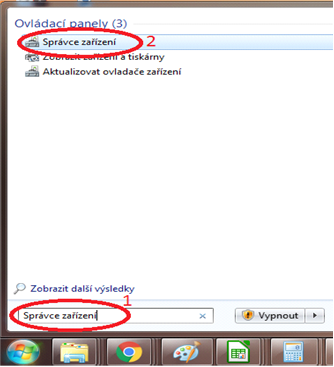 Ovládací panely (3)
Správce zařízení 2
Zobrazit zařízení a tiskárny
Aktualizovat ovladače zařízení
Zobrazit další výsledky
1
Správce zařízení
Vypnout